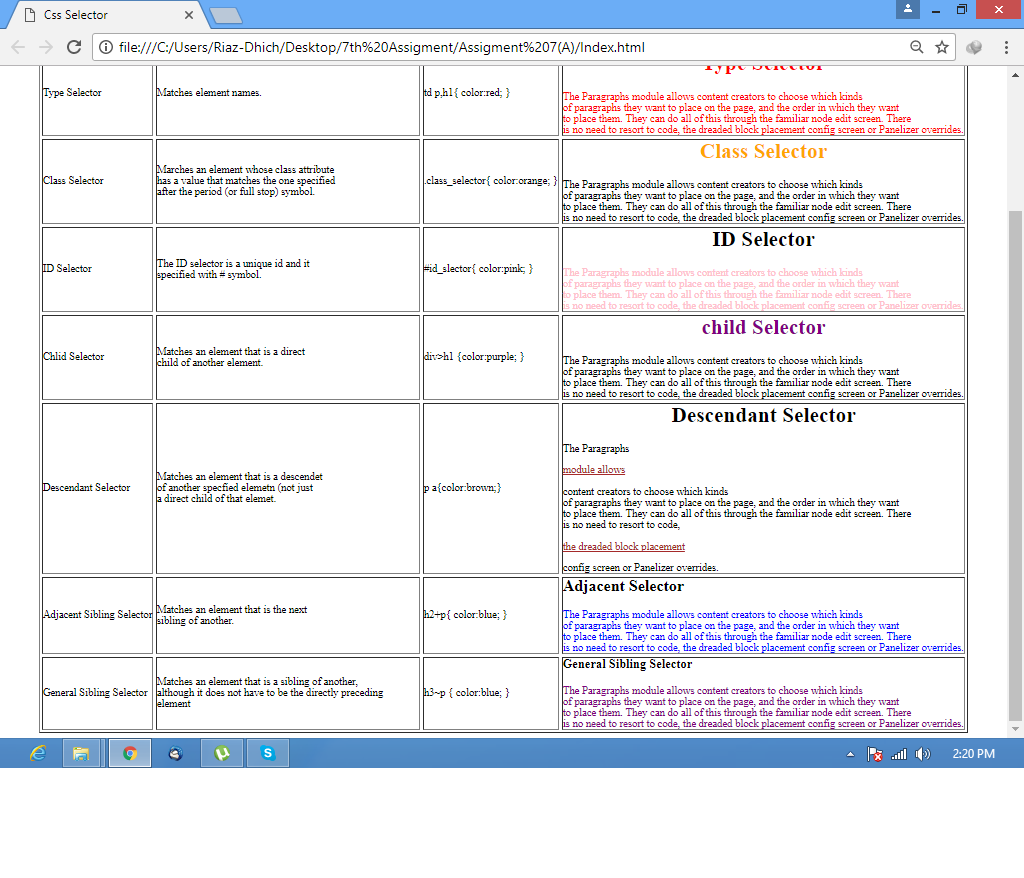 Css Selector
file:///C:/Users/Riaz-Dhich/Desktop/7th%20Assigment/Assigment%207(A)/Index.html
Type Selector
Matches element names.
td p,h1{ color:red; }
Type Selector
The Paragraphs module allows content creators to choose which kinds
of paragraphs they want to place on the page, and the order in which they want
to place them. They can do all of this through the familiar node edit screen. There
is no need to resort to code, the dreaded block placement config screen or Panelizer overrides.
Class Selector
Marches an element whose class attribute
has a value that matches the one specified
after the period (or full stop) symbol.
.class_selector{ color:orange; }
Class Selector
The Paragraphs module allows content creators to choose which kinds
of paragraphs they want to place on the page, and the order in which they want
to place them. They can do all of this through the familiar node edit screen. There
is no need to resort to code, the dreaded block placement config screen or Panelizer overrides.
ID Selector
The ID selector is a unique id and it
specified with # symbol.
#id_slector{ color:pink; }
ID Selector
The Paragraphs module allows content creators to choose which kinds
of paragraphs they want to place on the page, and the order in which they want
to place them. They can do all of this through the familiar node edit screen. There
is no need to resort to code, the dreaded block placement config screen or Panelizer overrides.
Chlid Selector
Matches an element that is a direct
child of another element.
div>h1 {color:purple; }
child Selector
The Paragraphs module allows content creators to choose which kinds
of paragraphs they want to place on the page, and the order in which they want
to place them. They can do all of this through the familiar node edit screen. There
is no need to resort to code, the dreaded block placement config screen or Panelizer overrides.
Descendant Selector
Matches an element that is a descendet
of another specfied elemetn (not just
a direct child of that elemet.
p a{color:brown;}
Descendant Selector
The Paragraphs
module allows
content creators to choose which kinds
of paragraphs they want to place on the page, and the order in which they want
to place them. They can do all of this through the familiar node edit screen. There
is no need to resort to code,
the dreaded block placement
config screen or Panelizer overrides.
Adjacent Sibling Selector
Matches an element that is the next
sibling of another.
h2+p{ color:blue; }
Adjacent Selector
The Paragraphs module allows content creators to choose which kinds
of paragraphs they want to place on the page, and the order in which they want
to place them. They can do all of this through the familiar node edit screen. There
is no need to resort to code, the dreaded block placement config screen or Panelizer overrides.
General Sibling Selector
Matches an element that is a sibling of another,
although it does not have to be the directly preceding
element
h3~p { color:blue; }
General Sibling Selector
The Paragraphs module allows content creators to choose which kinds
of paragraphs they want to place on the page, and the order in which they want
to place them. They can do all of this through the familiar node edit screen. There
is no need to resort to code, the dreaded block placement config screen or Panelizer overrides.
2:20 PM